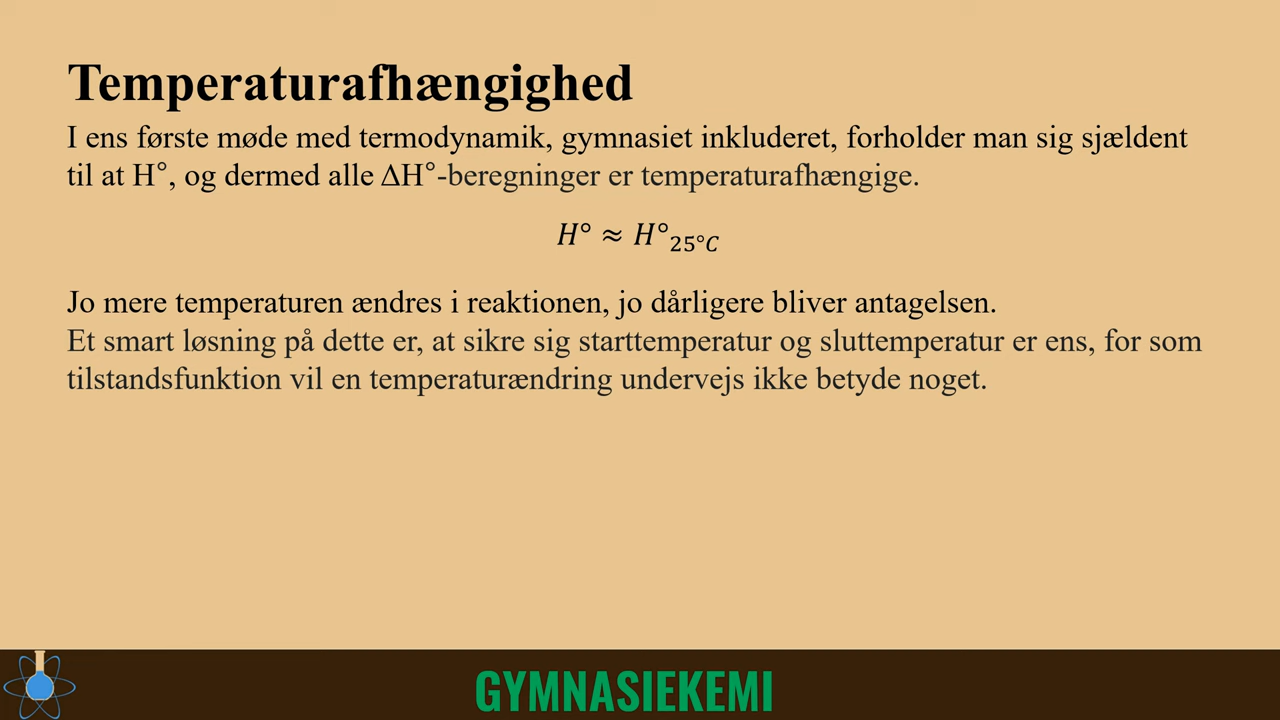 Temperaturafhængighed
I ens første møde med termodynamik, gymnasiet inkluderet, forholder man sig sjældent
til at H°, og dermed alle ΔH°-beregninger er temperaturafhængige.
H° ≈ H°25°C
Jo mere temperaturen ændres i reaktionen, jo dårligere bliver antagelsen.
Et smart løsning på dette er, at sikre sig starttemperatur og sluttemperatur er ens, for som
tilstandsfunktion vil en temperaturændring undervejs ikke betyde noget.
GYMNASIEKEMI